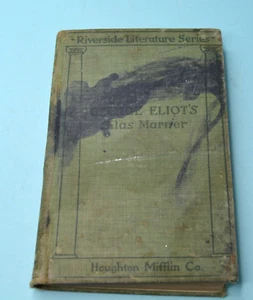 Riverside Literature Series
ELIOT'S
Silas Marner
Houghton Mifflin Co.